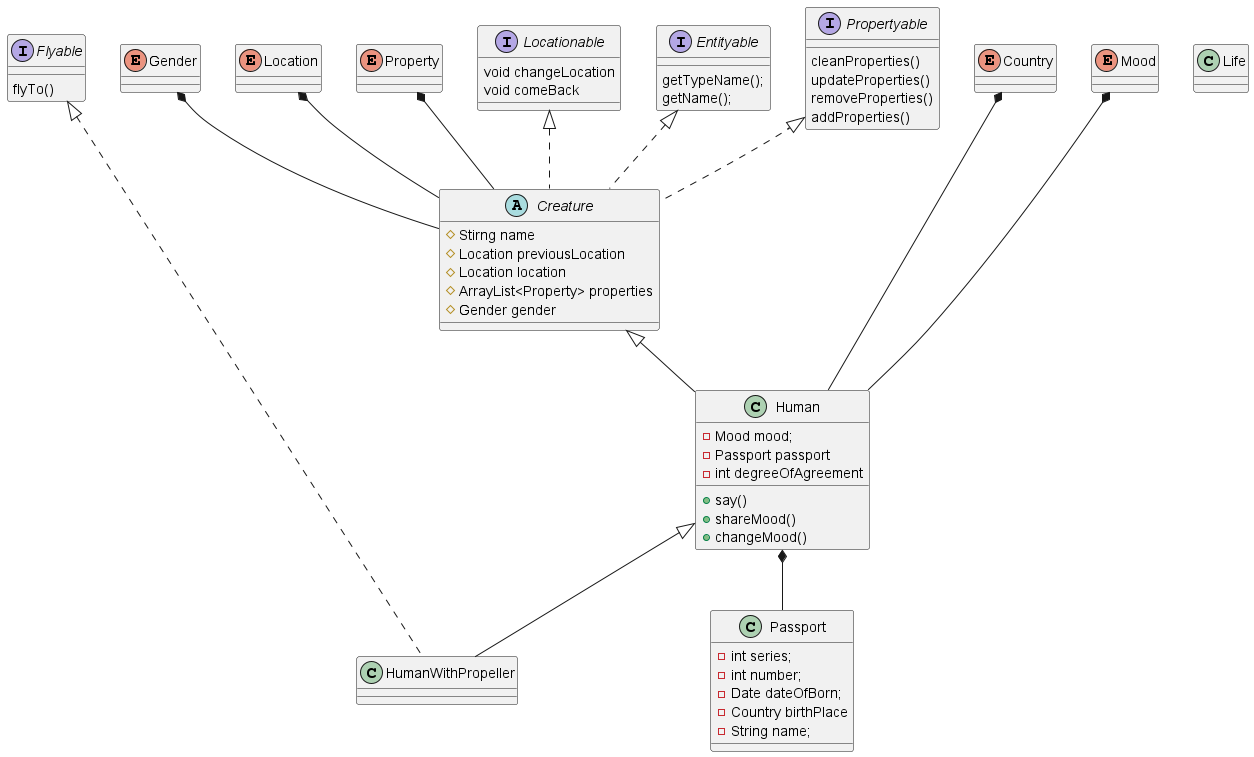 I Flyable
flyTo()
E Gender
E Location
E Property
I Locationable
void changeLocation
void comeBack
I Entityable
getTypeName();
getName();
I Propertyable
cleanProperties()
updateProperties()
removeProperties()
addProperties()
E Country
E Mood
C Life
A Creature
Stirng name
Location previousLocation
Location location
ArrayList<Property> properties
Gender gender
C Human
Mood mood;
Passport passport
int degreeOfAgreement
say()
shareMood()
changeMood()
C HumanWithPropeller
C Passport
int series;
int number;
Date dateOfBorn;
Country birthPlace
String name;